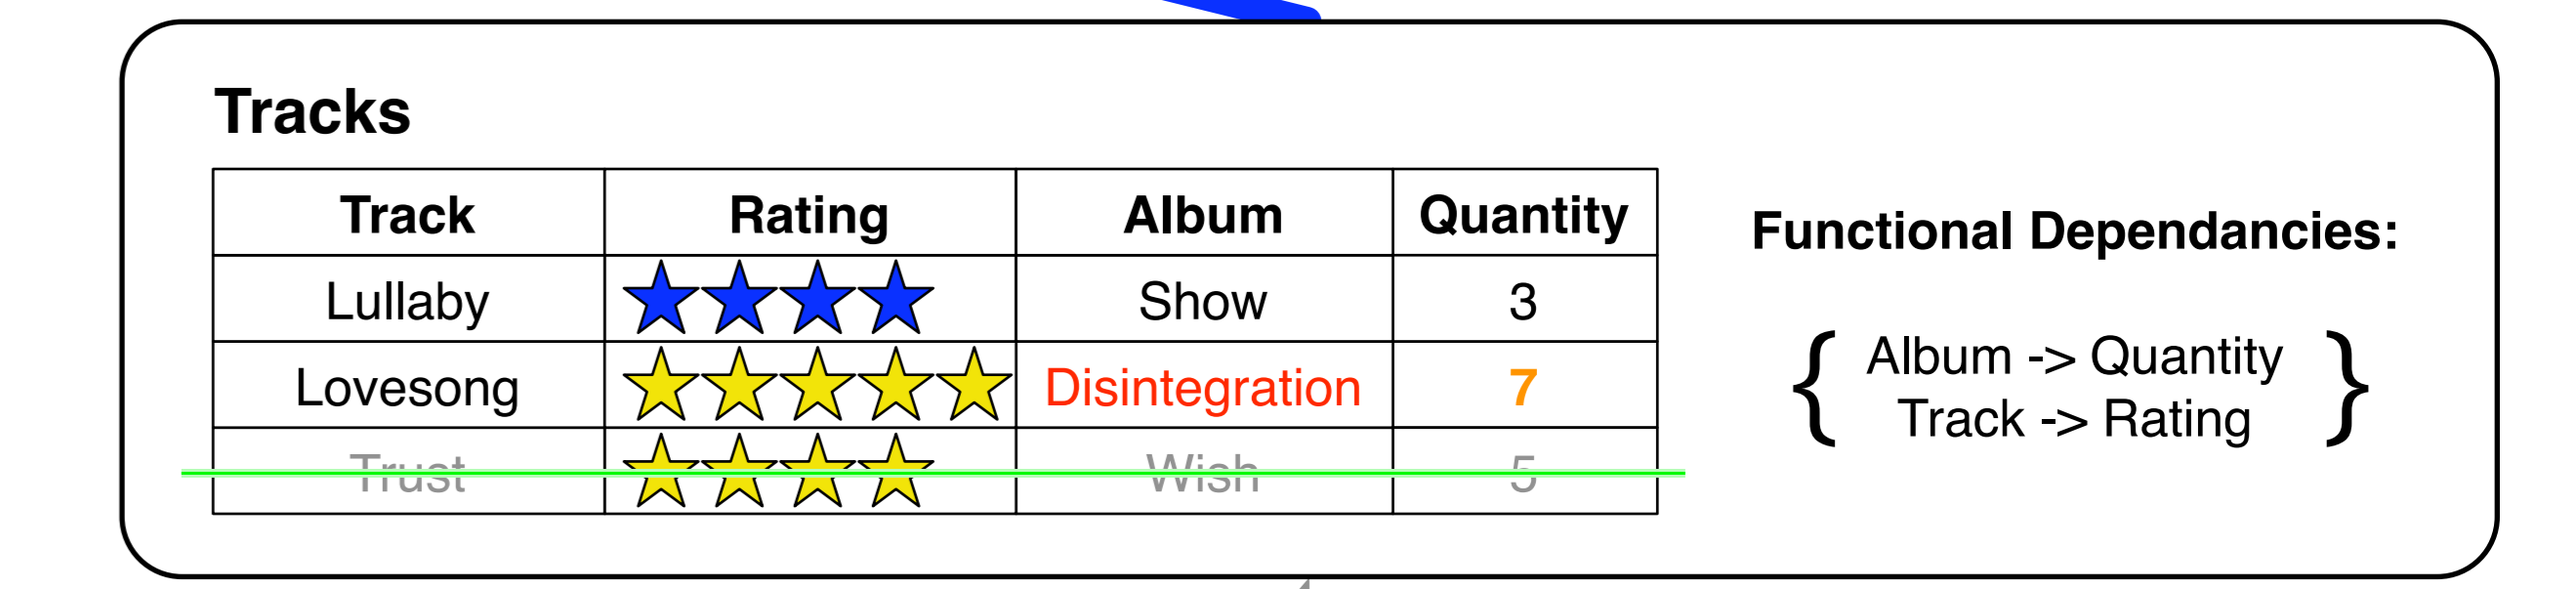 Tracks
Track Rating Album Quantity
Lullaby Show 3
Lovesong Disintegration 7
Trust Wish 5
Functional Dependancies:
{ Album -> Quantity
Track -> Rating }